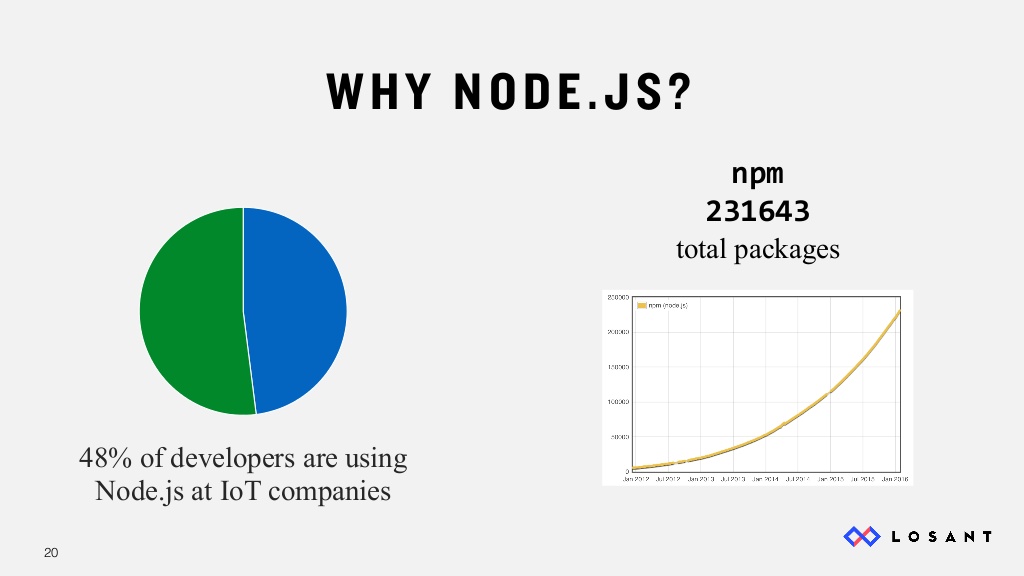 WHY NODE.JS?
npm
231643
total packages
250000
npm (node.js)
200000
150000
100000
50000
0
Jan 2012 Jul 2012 Jan 2013 Jul 2013 Jan 2014 Jul 2014 Jan 2015 Jul 2015 Jan 2016
48% of developers are using
Node.js at IoT companies
LOSANT
20